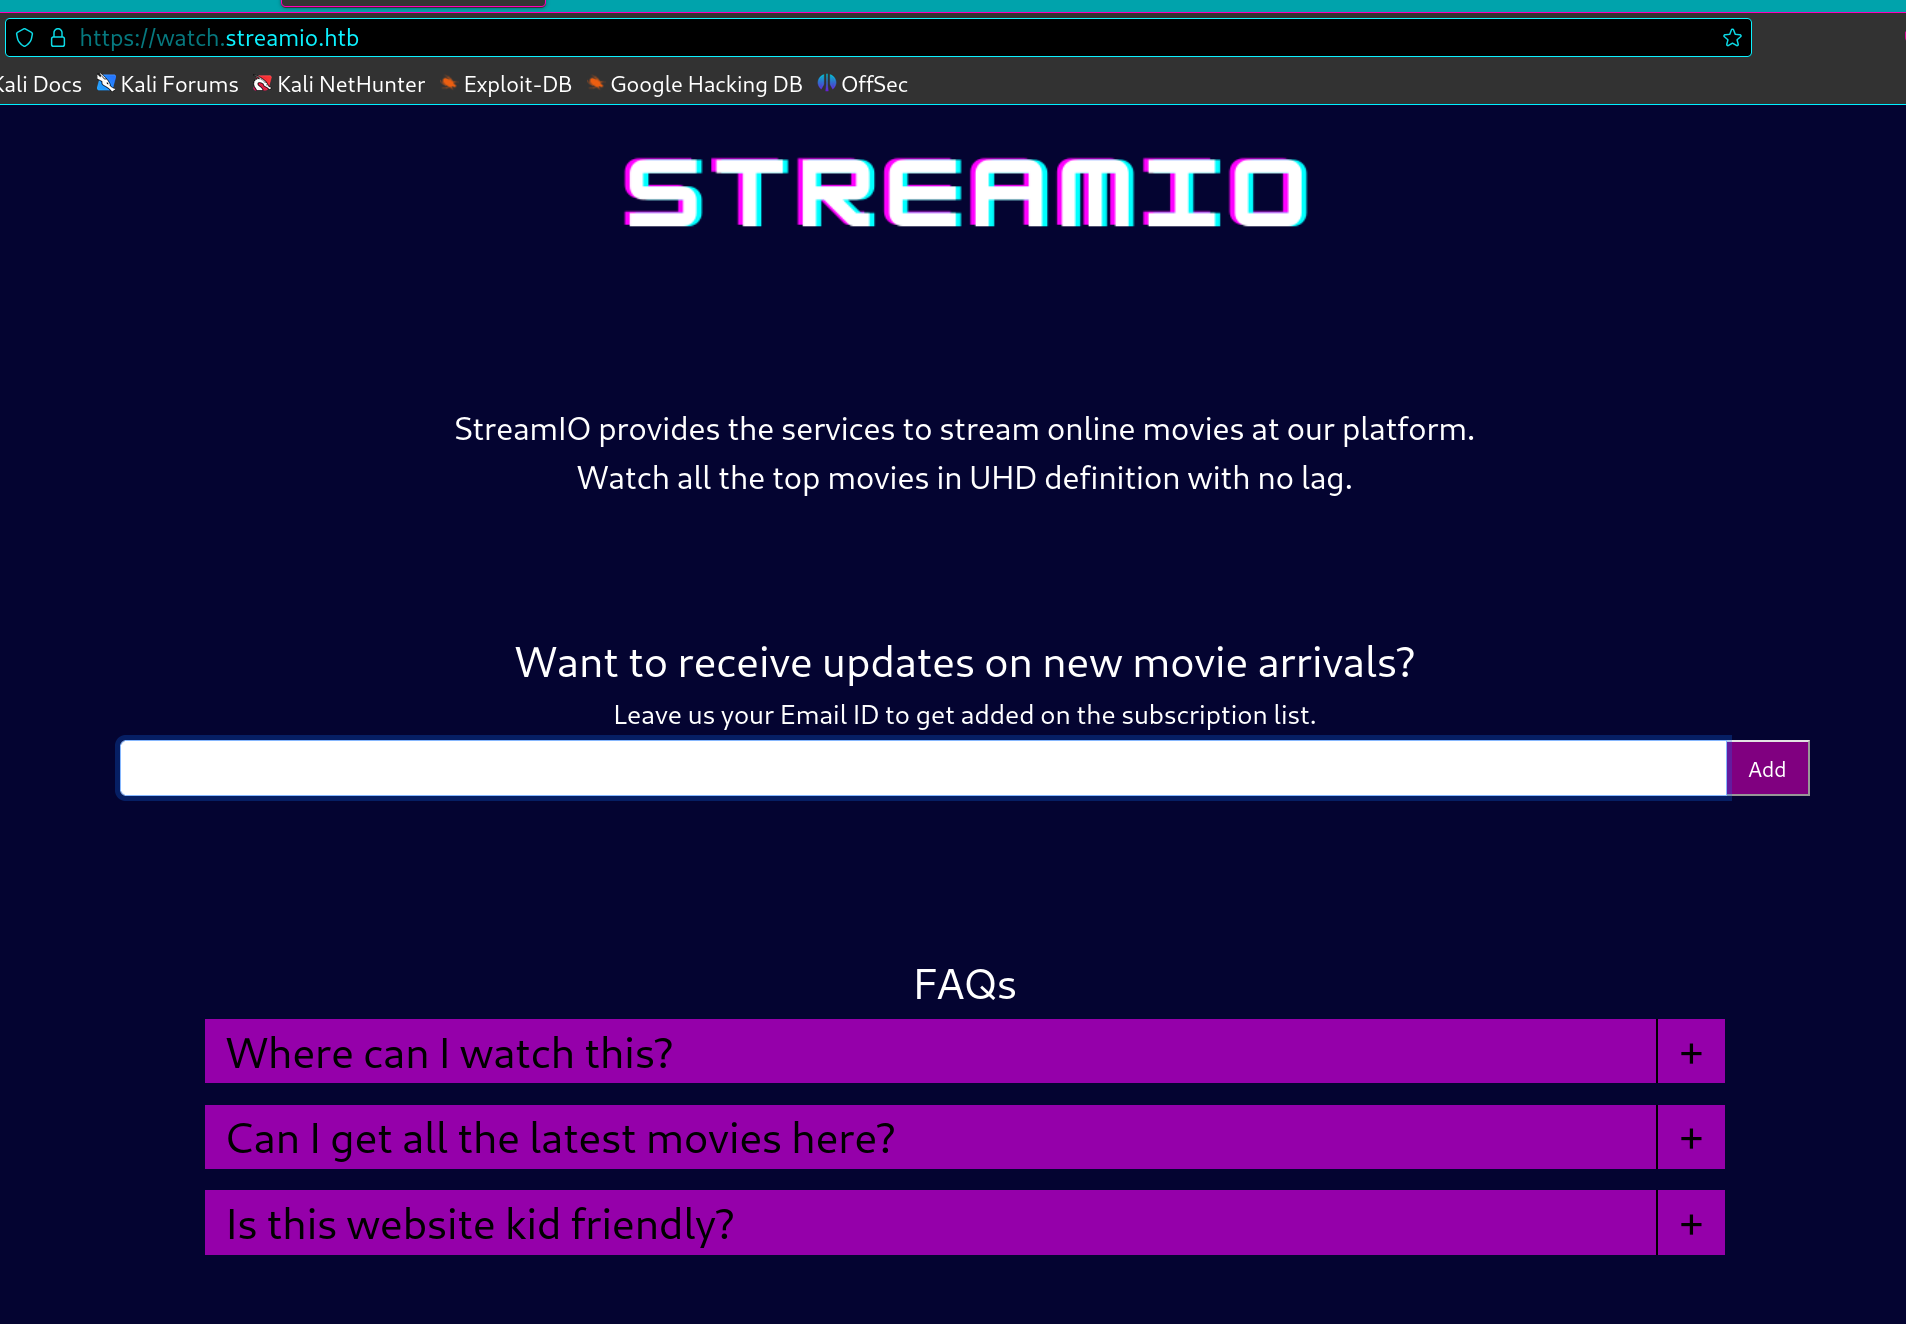 https://watch.streamio.htb
Kali Docs Kali Forums Kali NetHunter Exploit-DB Google Hacking DB OffSec
STREAMIO
StreamIO provides the services to stream online movies at our platform.
Watch all the top movies in UHD definition with no lag.
Want to receive updates on new movie arrivals?
Leave us your Email ID to get added on the subscription list.
Add
FAQs
Where can I watch this? +
Can I get all the latest movies here? +
Is this website kid friendly? +